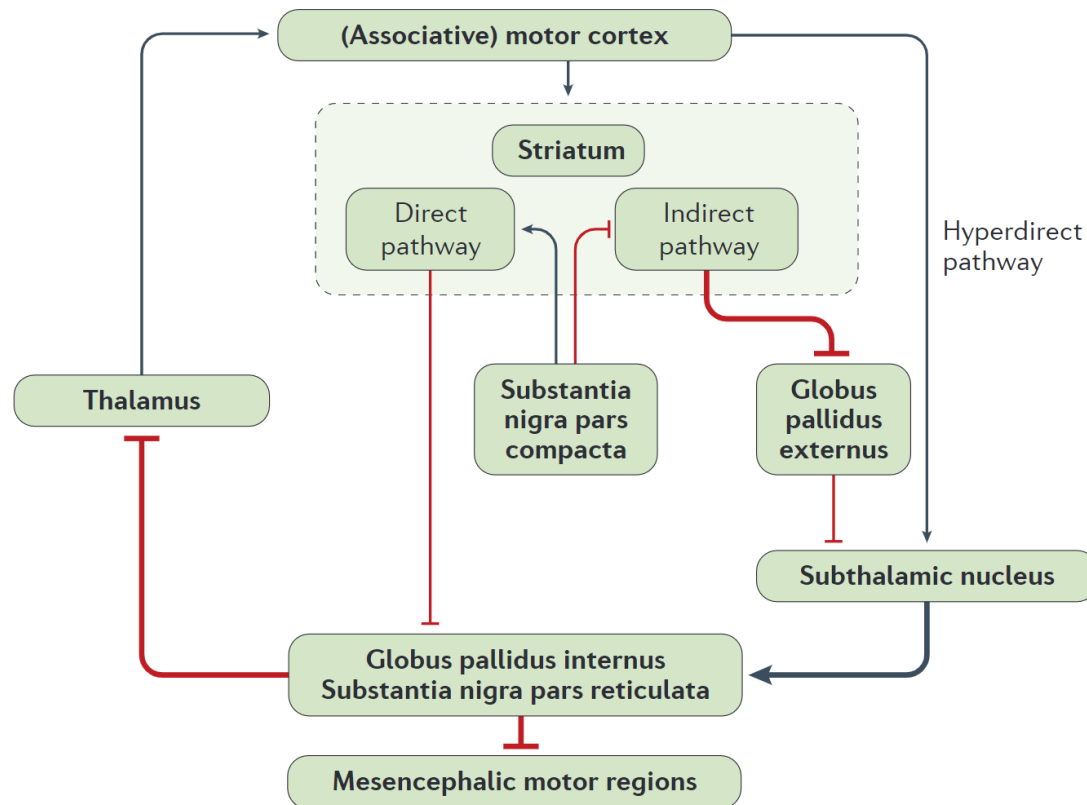 (Associative) motor cortex
Striatum
Direct
pathway
Indirect
pathway
Hyperdirect
pathway
Thalamus
Substantia
nigra pars
compacta
Globus
pallidus
externus
Subthalamic nucleus
Globus pallidus internus
Substantia nigra pars reticulata
Mesencephalic motor regions